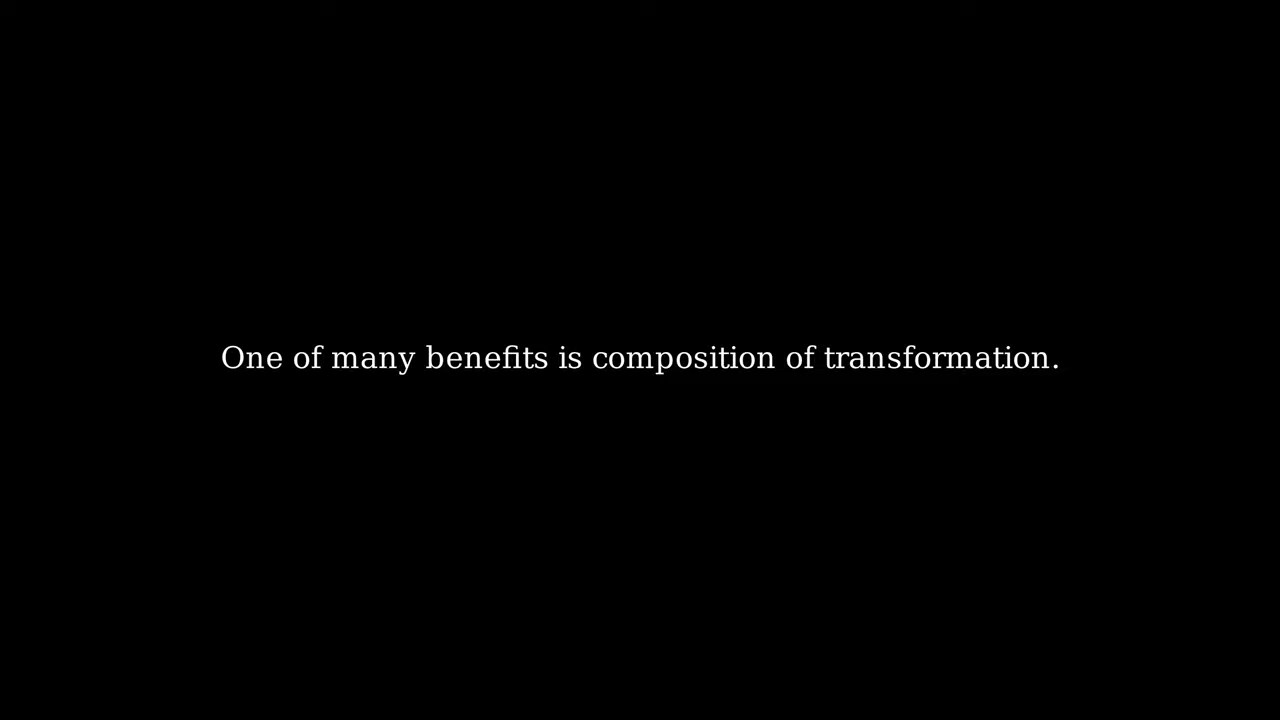 One of many benefits is composition of transformation.